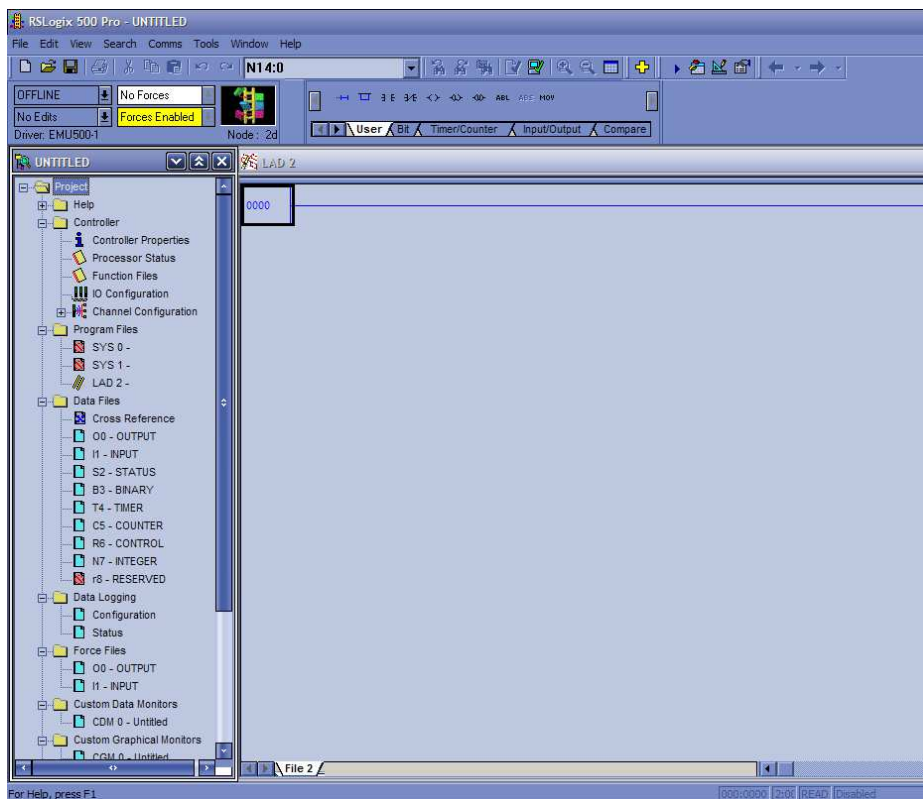 RSLogix 500 Pro - UNTITLED
File Edit View Search Comms Tools Window Help
N14:0
OFFLINE No Forces
No Edits Forces Enabled
Driver: EMU500-1 Node: 2d
ABL ABS MOV
User Bit Timer/Counter Input/Output Compare
UNTITLED
LAD 2
0000
Project
Help
Controller
Controller Properties
Processor Status
Function Files
IO Configuration
Channel Configuration
Program Files
SYS 0 -
SYS 1 -
LAD 2 -
Data Files
Cross Reference
O0 - OUTPUT
I1 - INPUT
S2 - STATUS
B3 - BINARY
T4 - TIMER
C5 - COUNTER
R6 - CONTROL
N7 - INTEGER
r8 - RESERVED
Data Logging
Configuration
Status
Force Files
O0 - OUTPUT
I1 - INPUT
Custom Data Monitors
CDM 0 - Untitled
Custom Graphical Monitors
CGM 0 - Untitled
File 2
For Help, press F1
000:0000 READ Disabled